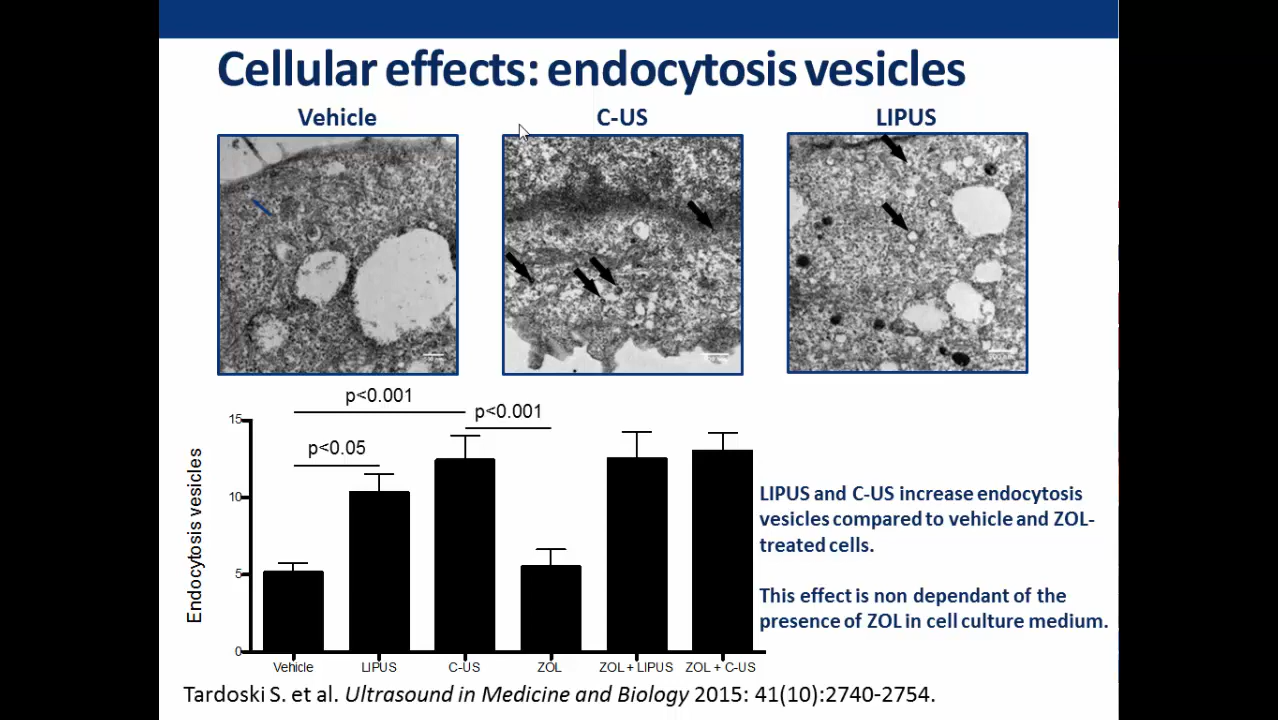 Cellular effects: endocytosis vesicles
Vehicle
C-US
LIPUS
p<0.001
p<0.001
p<0.05
15
10
5
0
Endocytosis vesicles
Vehicle
LIPUS
C-US
ZOL
ZOL + LIPUS
ZOL + C-US
LIPUS and C-US increase endocytosis
vesicles compared to vehicle and ZOL-
treated cells.
This effect is non dependant of the
presence of ZOL in cell culture medium.
Tardoski S. et al. Ultrasound in Medicine and Biology 2015: 41(10):2740-2754.